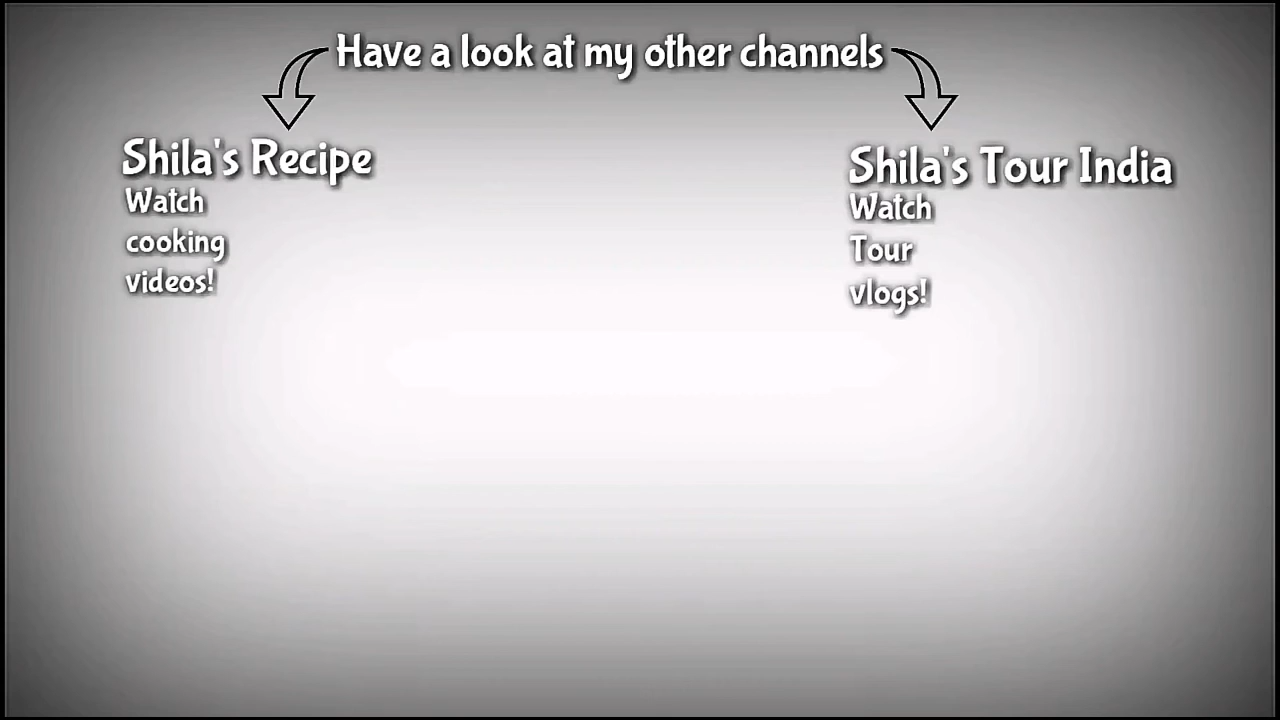 Have a look at my other channels
Shila's Recipe
Watch
cooking
videos!
Shila's Tour India
Watch
Tour
vlogs!